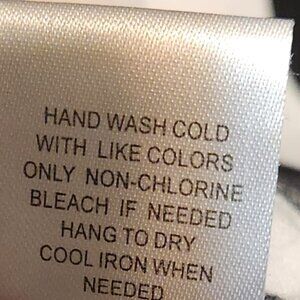 HAND WASH COLD
WITH LIKE COLORS
ONLY NON-CHLORINE
BLEACH IF NEEDED
HANG TO DRY
COOL IRON WHEN
NEEDED